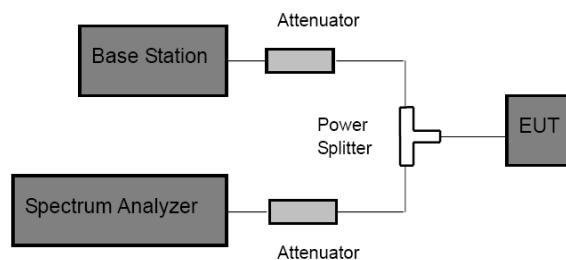 Attenuator
Base Station
Power
Splitter
EUT
Spectrum Analyzer
Attenuator